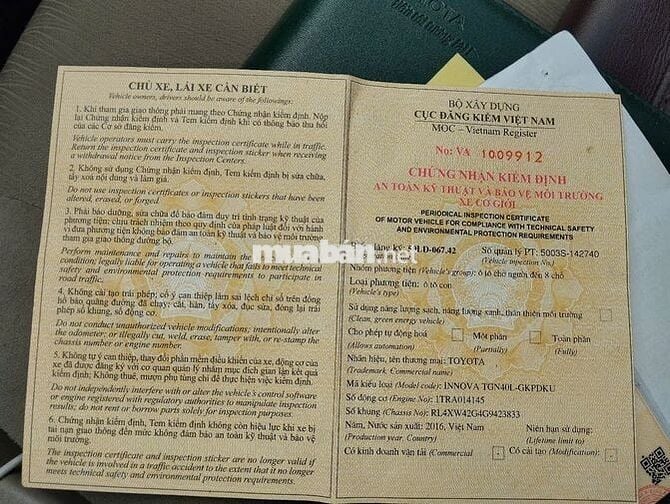 CHỦ XE, LÁI XE CẦN BIẾT
Vehicle owners, drivers should be aware of the followings:
1. Khi tham gia giao thông phải mang theo Chứng nhận kiểm định. Nộp
lại Chứng nhận kiểm định và Tem kiểm định khi có thông báo thu hồi
của các Cơ sở đăng kiểm.
Vehicle operators must carry the inspection certificate while in traffic.
Return the inspection certificate and inspection sticker when receiving
a withdrawal notice from the Inspection Centers.
2. Không sử dụng Chứng nhận kiểm định, Tem kiểm định bị sửa chữa,
tẩy xoá nội dung và làm giả.
Do not use inspection certificates or inspection stickers that have been
altered, erased, or forged
3. Phải bảo dưỡng, sửa chữa để bảo đảm duy trì tình trạng kỹ thuật của
phương tiện; chịu trách nhiệm theo quy định của pháp luật đối với hành
vi đưa phương tiện không bảo đảm an toàn kỹ thuật và bảo vệ môi trường
tham gia giao thông đường bộ.
Perform maintenance and repairs to maintain the
condition; legally liable for operating a vehicle that fails to meet technical
safety and environmental protection requirements to participate in
road traffic.
4. Không cải tạo trái phép; cố ý can thiệp làm sai lệch chỉ số trên đồng
hồ báo quãng đường đã chạy; cắt, hàn, tẩy xóa, đục sửa, đóng lại trái
phép số khung, số động cơ.
Do not conduct unauthorized vehicle modifications; intentionally alter
the odometer; or illegally cut, weld, erase, tamper with, or re-stamp the
chassis number or engine number.
5. Không tự ý can thiệp, thay đổi phần mềm điều khiển của xe, động cơ của
xe đã được đăng ký với cơ quan quản lý nhằm mục đích gian lận kết quả
kiểm định; Không thuê, mượn phụ tùng chỉ để thực hiện việc kiểm định.
Do not independently interfere with or alter the vehicle's control software
or engine registered with regulatory authorities to manipulate inspection
results; do not rent or borrow parts solely for inspection purposes.
6. Chứng nhận kiểm định, Tem kiểm định không còn hiệu lực khi xe bị
tai nạn giao thông đến mức không đảm bảo an toàn kỹ thuật và bảo vệ
môi trường.
The inspection certificate and inspection sticker are no longer valid if
the vehicle is involved in a traffic accident to the extent that it no longer
meets technical safety and environmental protection requirements.
BỘ XÂY DỰNG
CỤC ĐĂNG KIỂM VIỆT NAM
MOC – Vietnam Register
No: VA 1009912
CHỨNG NHẬN KIỂM ĐỊNH
AN TOÀN KỸ THUẬT VÀ BẢO VỆ MÔI TRƯỜNG
XE CƠ GIỚI
PERIODICAL INSPECTION CERTIFICATE
OF MOTOR VEHICLE FOR COMPLIANCE WITH TECHNICAL SAFETY
AND ENVIRONMENTAL PROTECTION REQUIREMENTS
đăng ký: LD-067.42 Số quản lý PT: 5003S-142740
(Vehicle inspection No.)
Nhóm phương tiện (Vehicle's group): ô tô chở người đến 8 chỗ
Loại phương tiện: ô tô con
(Vehicle's type)
Sử dụng năng lượng sạch, năng lượng xanh, thân thiện môi trường
(Clean, green energy vehicle)
Cho phép tự động hoá Một phần Toàn phần
(Allows automation) (Partially) (Fully)
Nhãn hiệu, tên thương mại: TOYOTA
(Trademark, Commercial name)
Mã kiểu loại (Model code): INNOVA TGN40L-GKPDKU
Số động cơ (Engine No): 1TRA014145
Số khung (Chassis No): RL4XW42G4G9423833
Năm, Nước sản xuất: 2016, Việt Nam Niên hạn sử dụng:
(Production year, Country) (Lifetime limit to)
Có kinh doanh vận tải (Commercial) - Có cải tạo (Modification): -
muaban.net